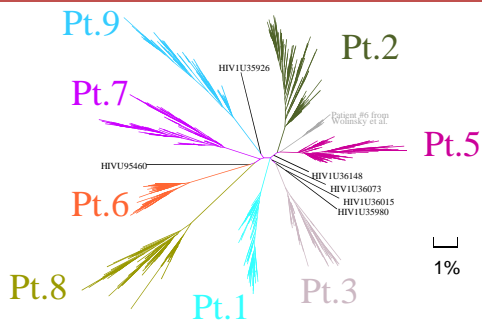 Pt.9
Pt.2
HIV1U35926
Pt.7
Patient #6 from
Wolinsky et al.
Pt.5
HIVU95460
HIV1U36148
HIV1U36073
HIV1U36015
HIV1U35980
Pt.6
Pt.8
Pt.1
Pt.3
1%